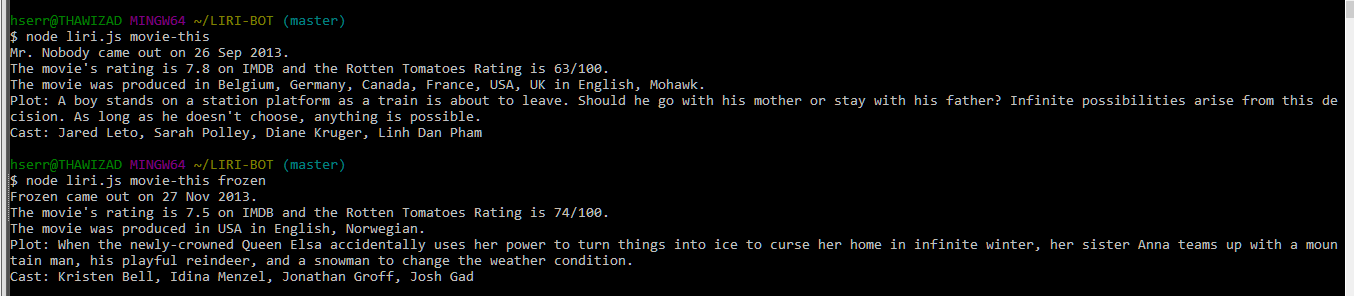 hserr@THAWIZAD MINGW64 ~/LIRI-BOT (master)
$ node liri.js movie-this
Mr. Nobody came out on 26 Sep 2013.
The movie's rating is 7.8 on IMDB and the Rotten Tomatoes Rating is 63/100.
The movie was produced in Belgium, Germany, Canada, France, USA, UK in English, Mohawk.
Plot: A boy stands on a station platform as a train is about to leave. Should he go with his mother or stay with his father? Infinite possibilities arise from this de
cision. As long as he doesn't choose, anything is possible.
Cast: Jared Leto, Sarah Polley, Diane Kruger, Linh Dan Pham
hserr@THAWIZAD MINGW64 ~/LIRI-BOT (master)
$ node liri.js movie-this frozen
Frozen came out on 27 Nov 2013.
The movie's rating is 7.5 on IMDB and the Rotten Tomatoes Rating is 74/100.
The movie was produced in USA in English, Norwegian.
Plot: When the newly-crowned Queen Elsa accidentally uses her power to turn things into ice to curse her home in infinite winter, her sister Anna teams up with a moun
tain man, his playful reindeer, and a snowman to change the weather condition.
Cast: Kristen Bell, Idina Menzel, Jonathan Groff, Josh Gad